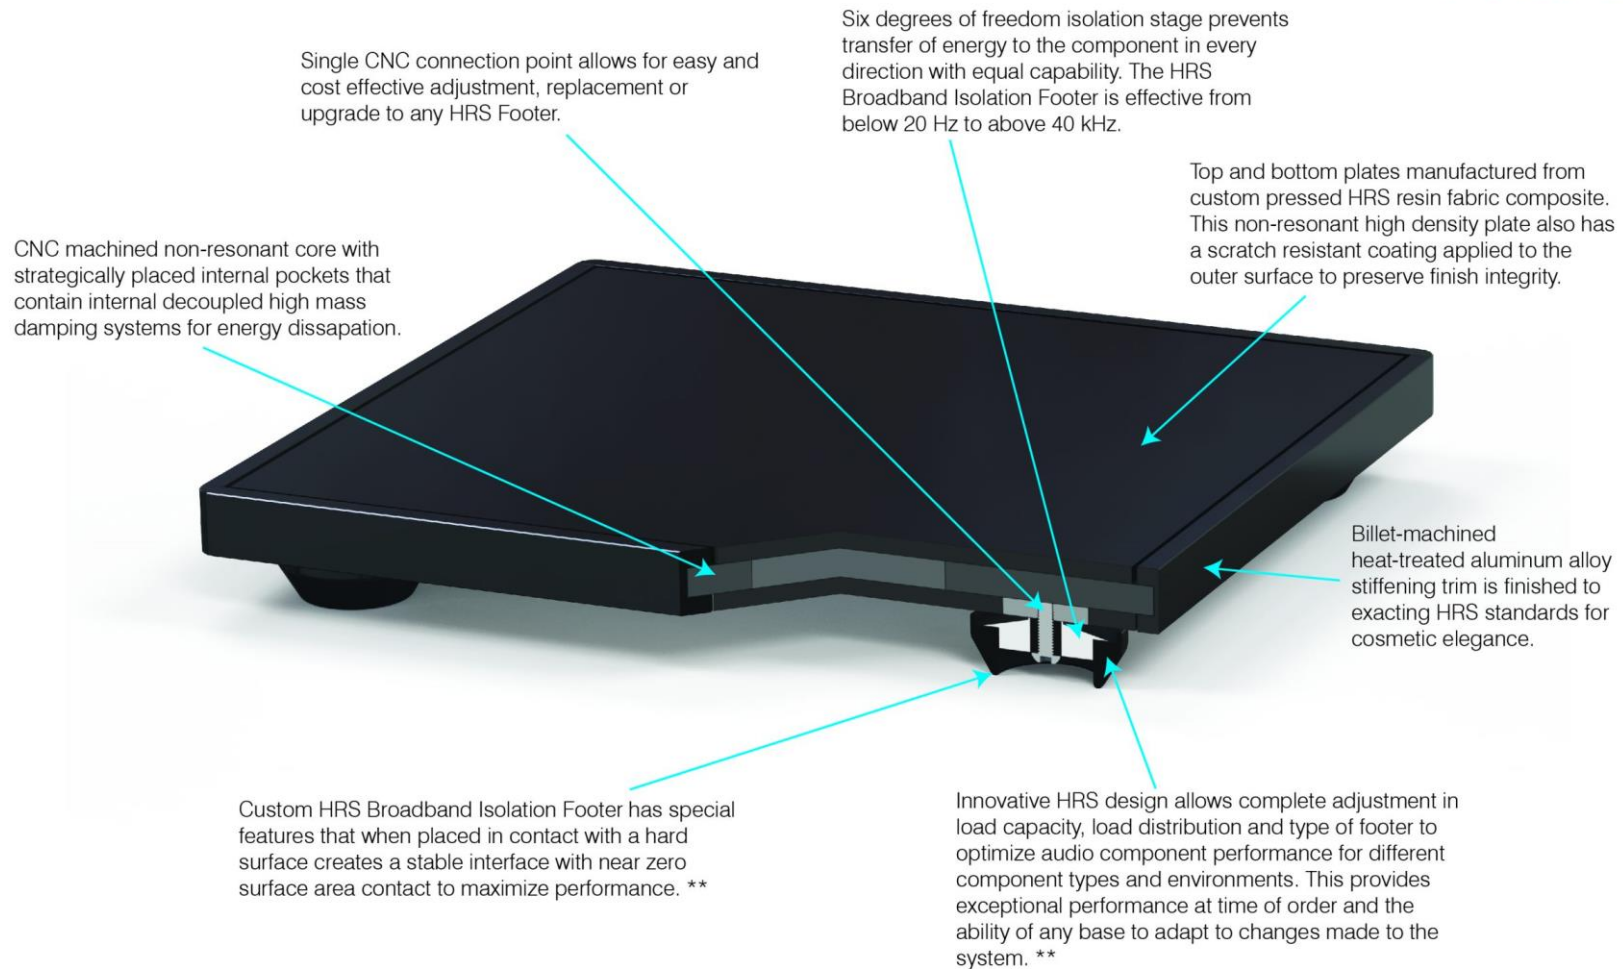 Six degrees of freedom isolation stage prevents
transfer of energy to the component in every
direction with equal capability. The HRS
Broadband Isolation Footer is effective from
below 20 Hz to above 40 kHz.
Single CNC connection point allows for easy and
cost effective adjustment, replacement or
upgrade to any HRS Footer.
Top and bottom plates manufactured from
custom pressed HRS resin fabric composite.
This non-resonant high density plate also has
a scratch resistant coating applied to the
outer surface to preserve finish integrity.
CNC machined non-resonant core with
strategically placed internal pockets that
contain internal decoupled high mass
damping systems for energy dissapation.
Billet-machined
heat-treated aluminum alloy
stiffening trim is finished to
exacting HRS standards for
cosmetic elegance.
Custom HRS Broadband Isolation Footer has special
features that when placed in contact with a hard
surface creates a stable interface with near zero
surface area contact to maximize performance. **
Innovative HRS design allows complete adjustment in
load capacity, load distribution and type of footer to
optimize audio component performance for different
component types and environments. This provides
exceptional performance at time of order and the
ability of any base to adapt to changes made to the
system. **